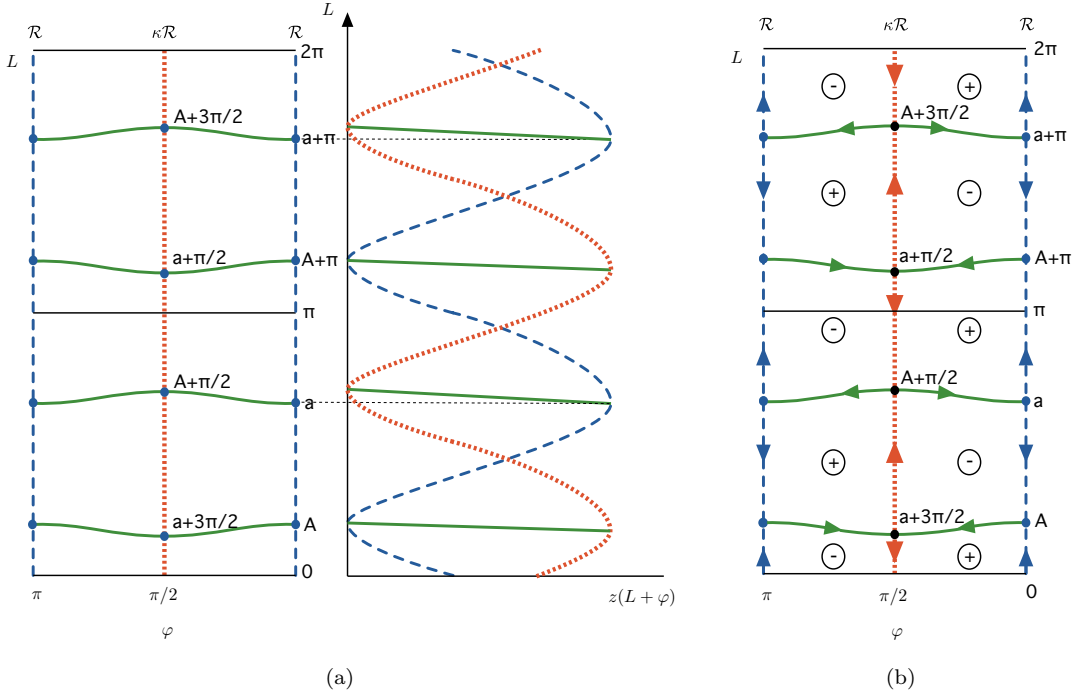 R κR R
L
2π
A+3π/2
a+π
a+π/2
A+π
π
A+π/2
a
a+3π/2
A
0
π π/2
φ
L
z(L + φ)
(a)
R κR R
L
2π
- +
A+3π/2
a+π
+ -
a+π/2
A+π
π
- +
A+π/2
a
+ -
a+3π/2
A
- +
π π/2 0
φ
(b)